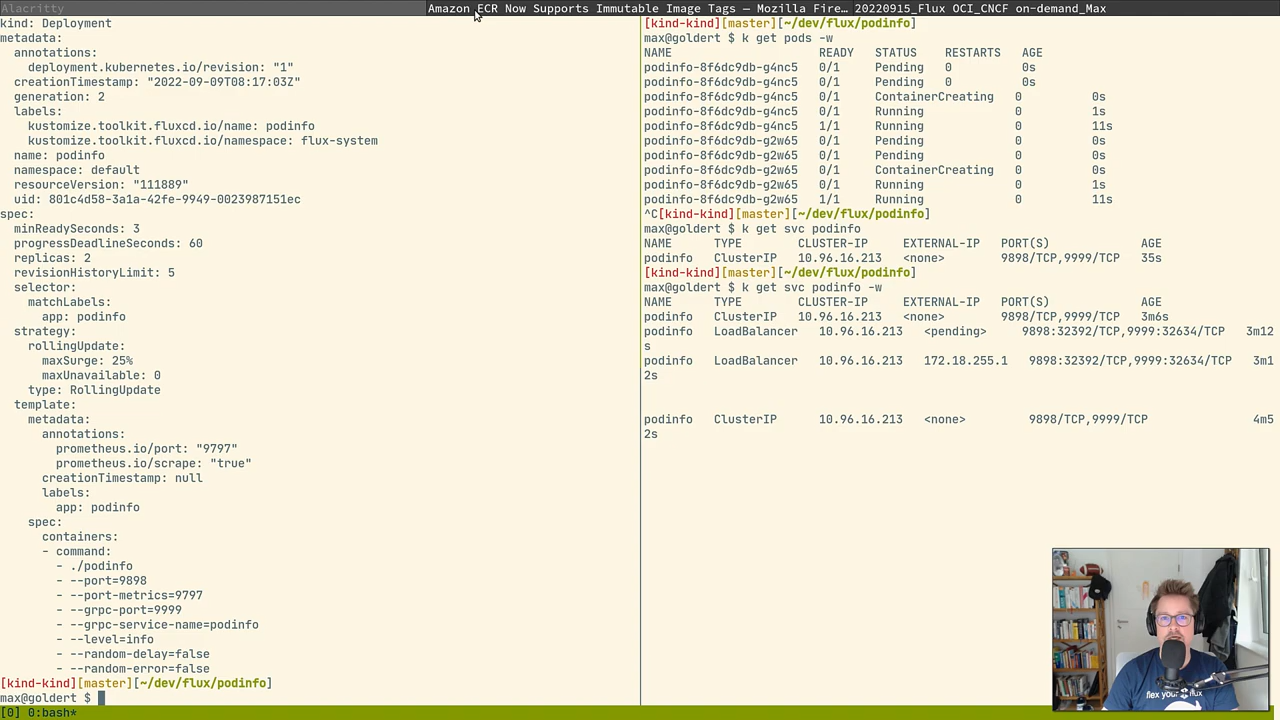 Alacritty
Amazon ECR Now Supports Immutable Image Tags — Mozilla Fire…
20220915_Flux OCI_CNCF on-demand_Max
kind: Deployment
metadata:
  annotations:
    deployment.kubernetes.io/revision: "1"
  creationTimestamp: "2022-09-09T08:17:03Z"
  generation: 2
  labels:
    kustomize.toolkit.fluxcd.io/name: podinfo
    kustomize.toolkit.fluxcd.io/namespace: flux-system
  name: podinfo
  namespace: default
  resourceVersion: "111889"
  uid: 801c4d58-3a1a-42fe-9949-0023987151ec
spec:
  minReadySeconds: 3
  progressDeadlineSeconds: 60
  replicas: 2
  revisionHistoryLimit: 5
  selector:
    matchLabels:
      app: podinfo
  strategy:
    rollingUpdate:
      maxSurge: 25%
      maxUnavailable: 0
    type: RollingUpdate
  template:
    metadata:
      annotations:
        prometheus.io/port: "9797"
        prometheus.io/scrape: "true"
      creationTimestamp: null
      labels:
        app: podinfo
    spec:
      containers:
      - command:
        - ./podinfo
        - --port=9898
        - --port-metrics=9797
        - --grpc-port=9999
        - --grpc-service-name=podinfo
        - --level=info
        - --random-delay=false
        - --random-error=false
[kind-kind][master][~/dev/flux/podinfo]
max@goldert $
[kind-kind][master][~/dev/flux/podinfo]
max@goldert $ k get pods -w
NAME                      READY   STATUS    RESTARTS   AGE
podinfo-8f6dc9db-g4nc5   0/1     Pending   0          0s
podinfo-8f6dc9db-g4nc5   0/1     Pending   0          0s
podinfo-8f6dc9db-g4nc5   0/1     ContainerCreating   0          0s
podinfo-8f6dc9db-g4nc5   0/1     Running             0          1s
podinfo-8f6dc9db-g4nc5   1/1     Running             0          11s
podinfo-8f6dc9db-g2w65   0/1     Pending             0          0s
podinfo-8f6dc9db-g2w65   0/1     Pending             0          0s
podinfo-8f6dc9db-g2w65   0/1     ContainerCreating   0          0s
podinfo-8f6dc9db-g2w65   0/1     Running             0          1s
podinfo-8f6dc9db-g2w65   1/1     Running             0          11s
^C[kind-kind][master][~/dev/flux/podinfo]
max@goldert $ k get svc podinfo
NAME      TYPE        CLUSTER-IP     EXTERNAL-IP   PORT(S)             AGE
podinfo   ClusterIP   10.96.16.213   <none>        9898/TCP,9999/TCP   35s
[kind-kind][master][~/dev/flux/podinfo]
max@goldert $ k get svc podinfo -w
NAME      TYPE        CLUSTER-IP     EXTERNAL-IP   PORT(S)             AGE
podinfo   ClusterIP   10.96.16.213   <none>        9898/TCP,9999/TCP   3m6s
podinfo   LoadBalancer   10.96.16.213   <pending>     9898:32392/TCP,9999:32634/TCP   3m12
s
podinfo   LoadBalancer   10.96.16.213   172.18.255.1   9898:32392/TCP,9999:32634/TCP   3m1
2s
podinfo   ClusterIP      10.96.16.213   <none>         9898/TCP,9999/TCP               4m5
2s
flex your flux
[0] 0:bash*